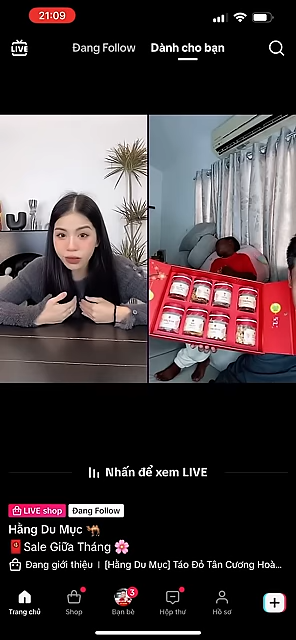 21:09
LIVE
Đang Follow
Dành cho bạn
Nhấn để xem LIVE
LIVE shop
Đang Follow
Hằng Du Mục 🐪
🧧Sale Giữa Tháng 🌸
Đang giới thiệu | [Hằng Du Mục] Táo Đỏ Tân Cương Hoà...
3
Trang chủ
Shop
Bạn bè
Hộp thư
Hồ sơ